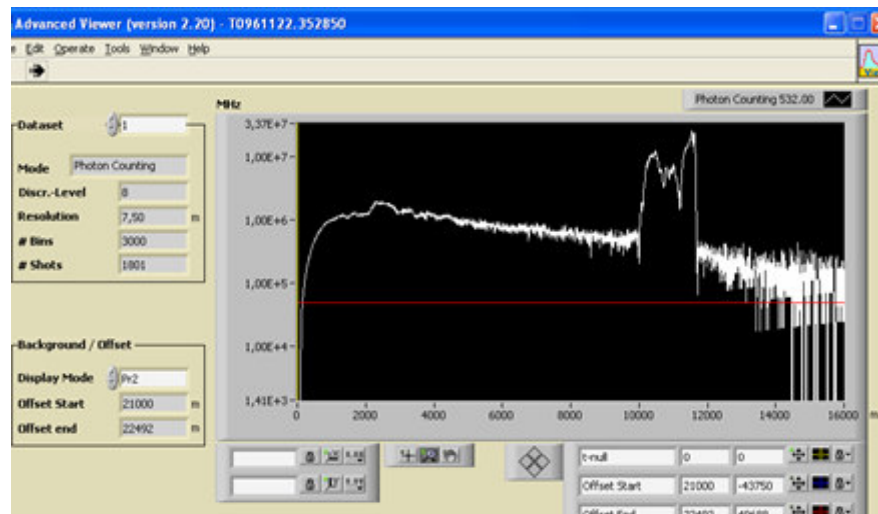 Advanced Viewer (version 2.20) - T0961122.352850
e Edit Operate Tools Window Help
MHz
Photon Counting 532.00
Dataset 1
Mode Photon Counting
Discr.-Level 8
Resolution 7,50 m
# Bins 3000
# Shots 1801
Background / Offset
Display Mode Pr2
Offset Start 21000 m
Offset end 22492 m
3,37E+7
1,00E+7
1,00E+6
1,00E+5
1,00E+4
1,41E+3
0 2000 4000 6000 8000 10000 12000 14000 16000 m
t-null 0 0
Offset Start 21000 -43750
Offset End 22492